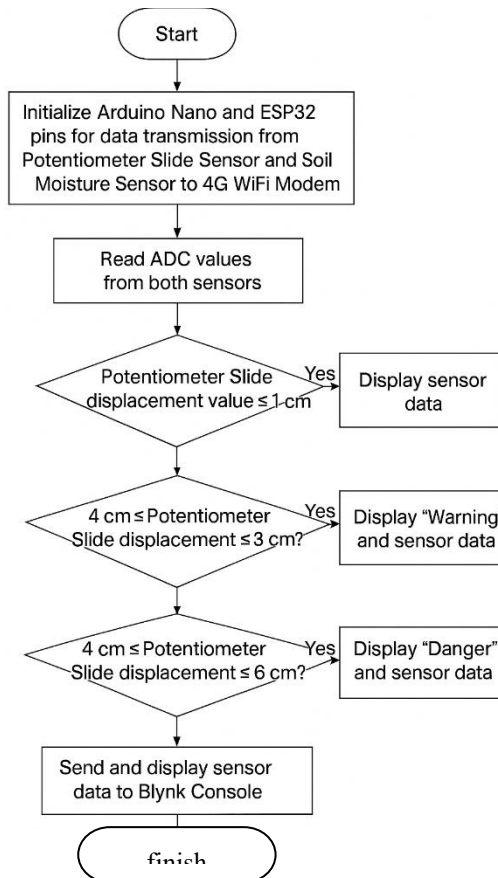 Start
Initialize Arduino Nano and ESP32
pins for data transmission from
Potentiometer Slide Sensor and Soil
Moisture Sensor to 4G WiFi Modem
Read ADC values
from both sensors
Potentiometer Slide
displacement value ≤ 1 cm
Yes
Display sensor
data
4 cm ≤ Potentiometer
Slide displacement ≤ 3 cm?
Yes
Display “Warning
and sensor data
4 cm ≤ Potentiometer
Slide displacement ≤ 6 cm?
Yes
Display “Danger”
and sensor data
Send and display sensor
data to Blynk Console
finish